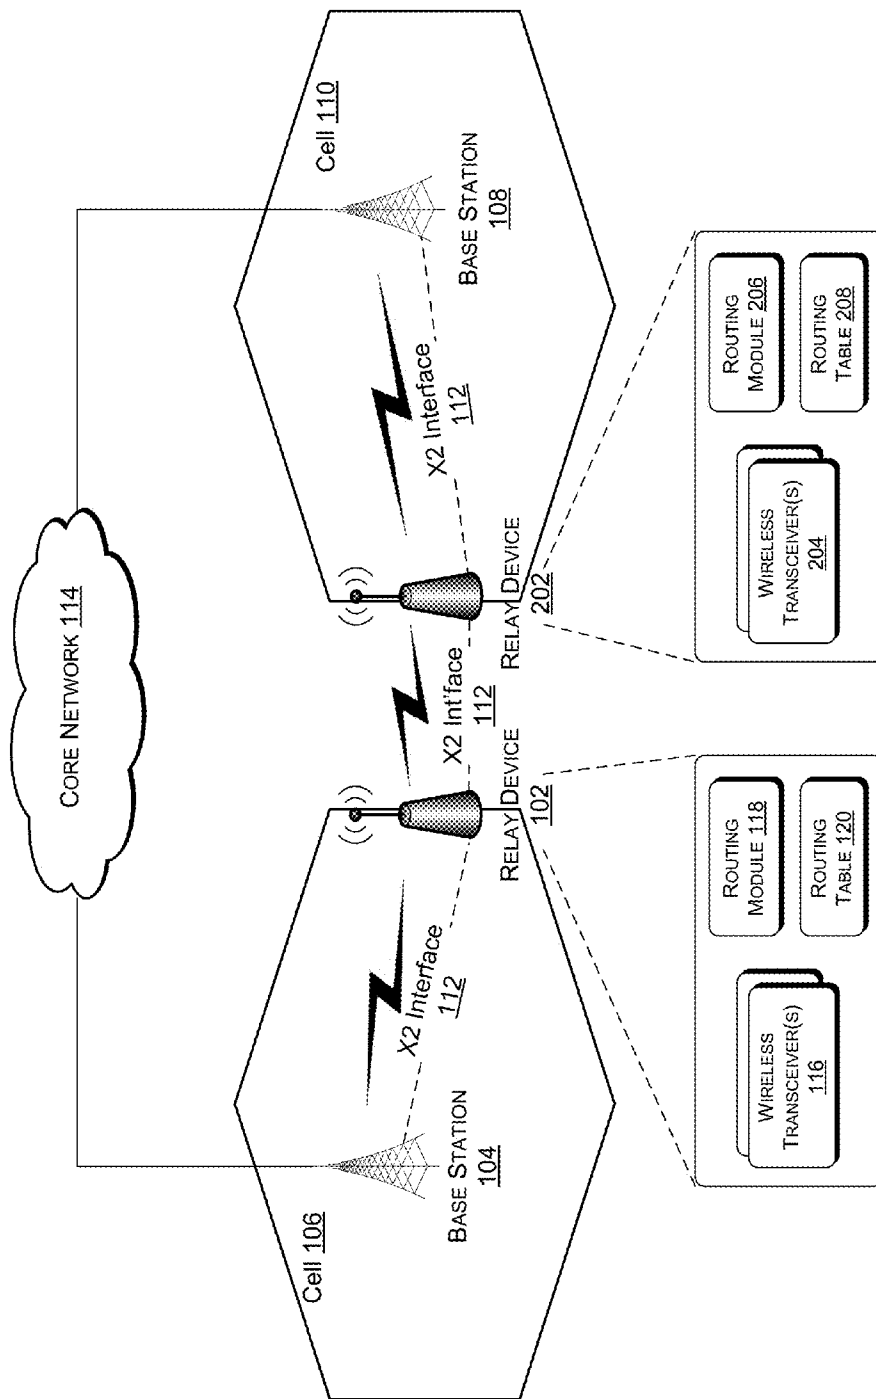 CORE NETWORK 114
Cell 106
BASE STATION
104
X2 Interface
112
RELAY DEVICE
102
X2 Int'face
112
RELAY DEVICE
202
X2 Interface
112
Cell 110
BASE STATION
108
WIRELESS
TRANSCEIVER(S)
116
ROUTING
MODULE 118
ROUTING
TABLE 120
WIRELESS
TRANSCEIVER(S)
204
ROUTING
MODULE 206
ROUTING
TABLE 208